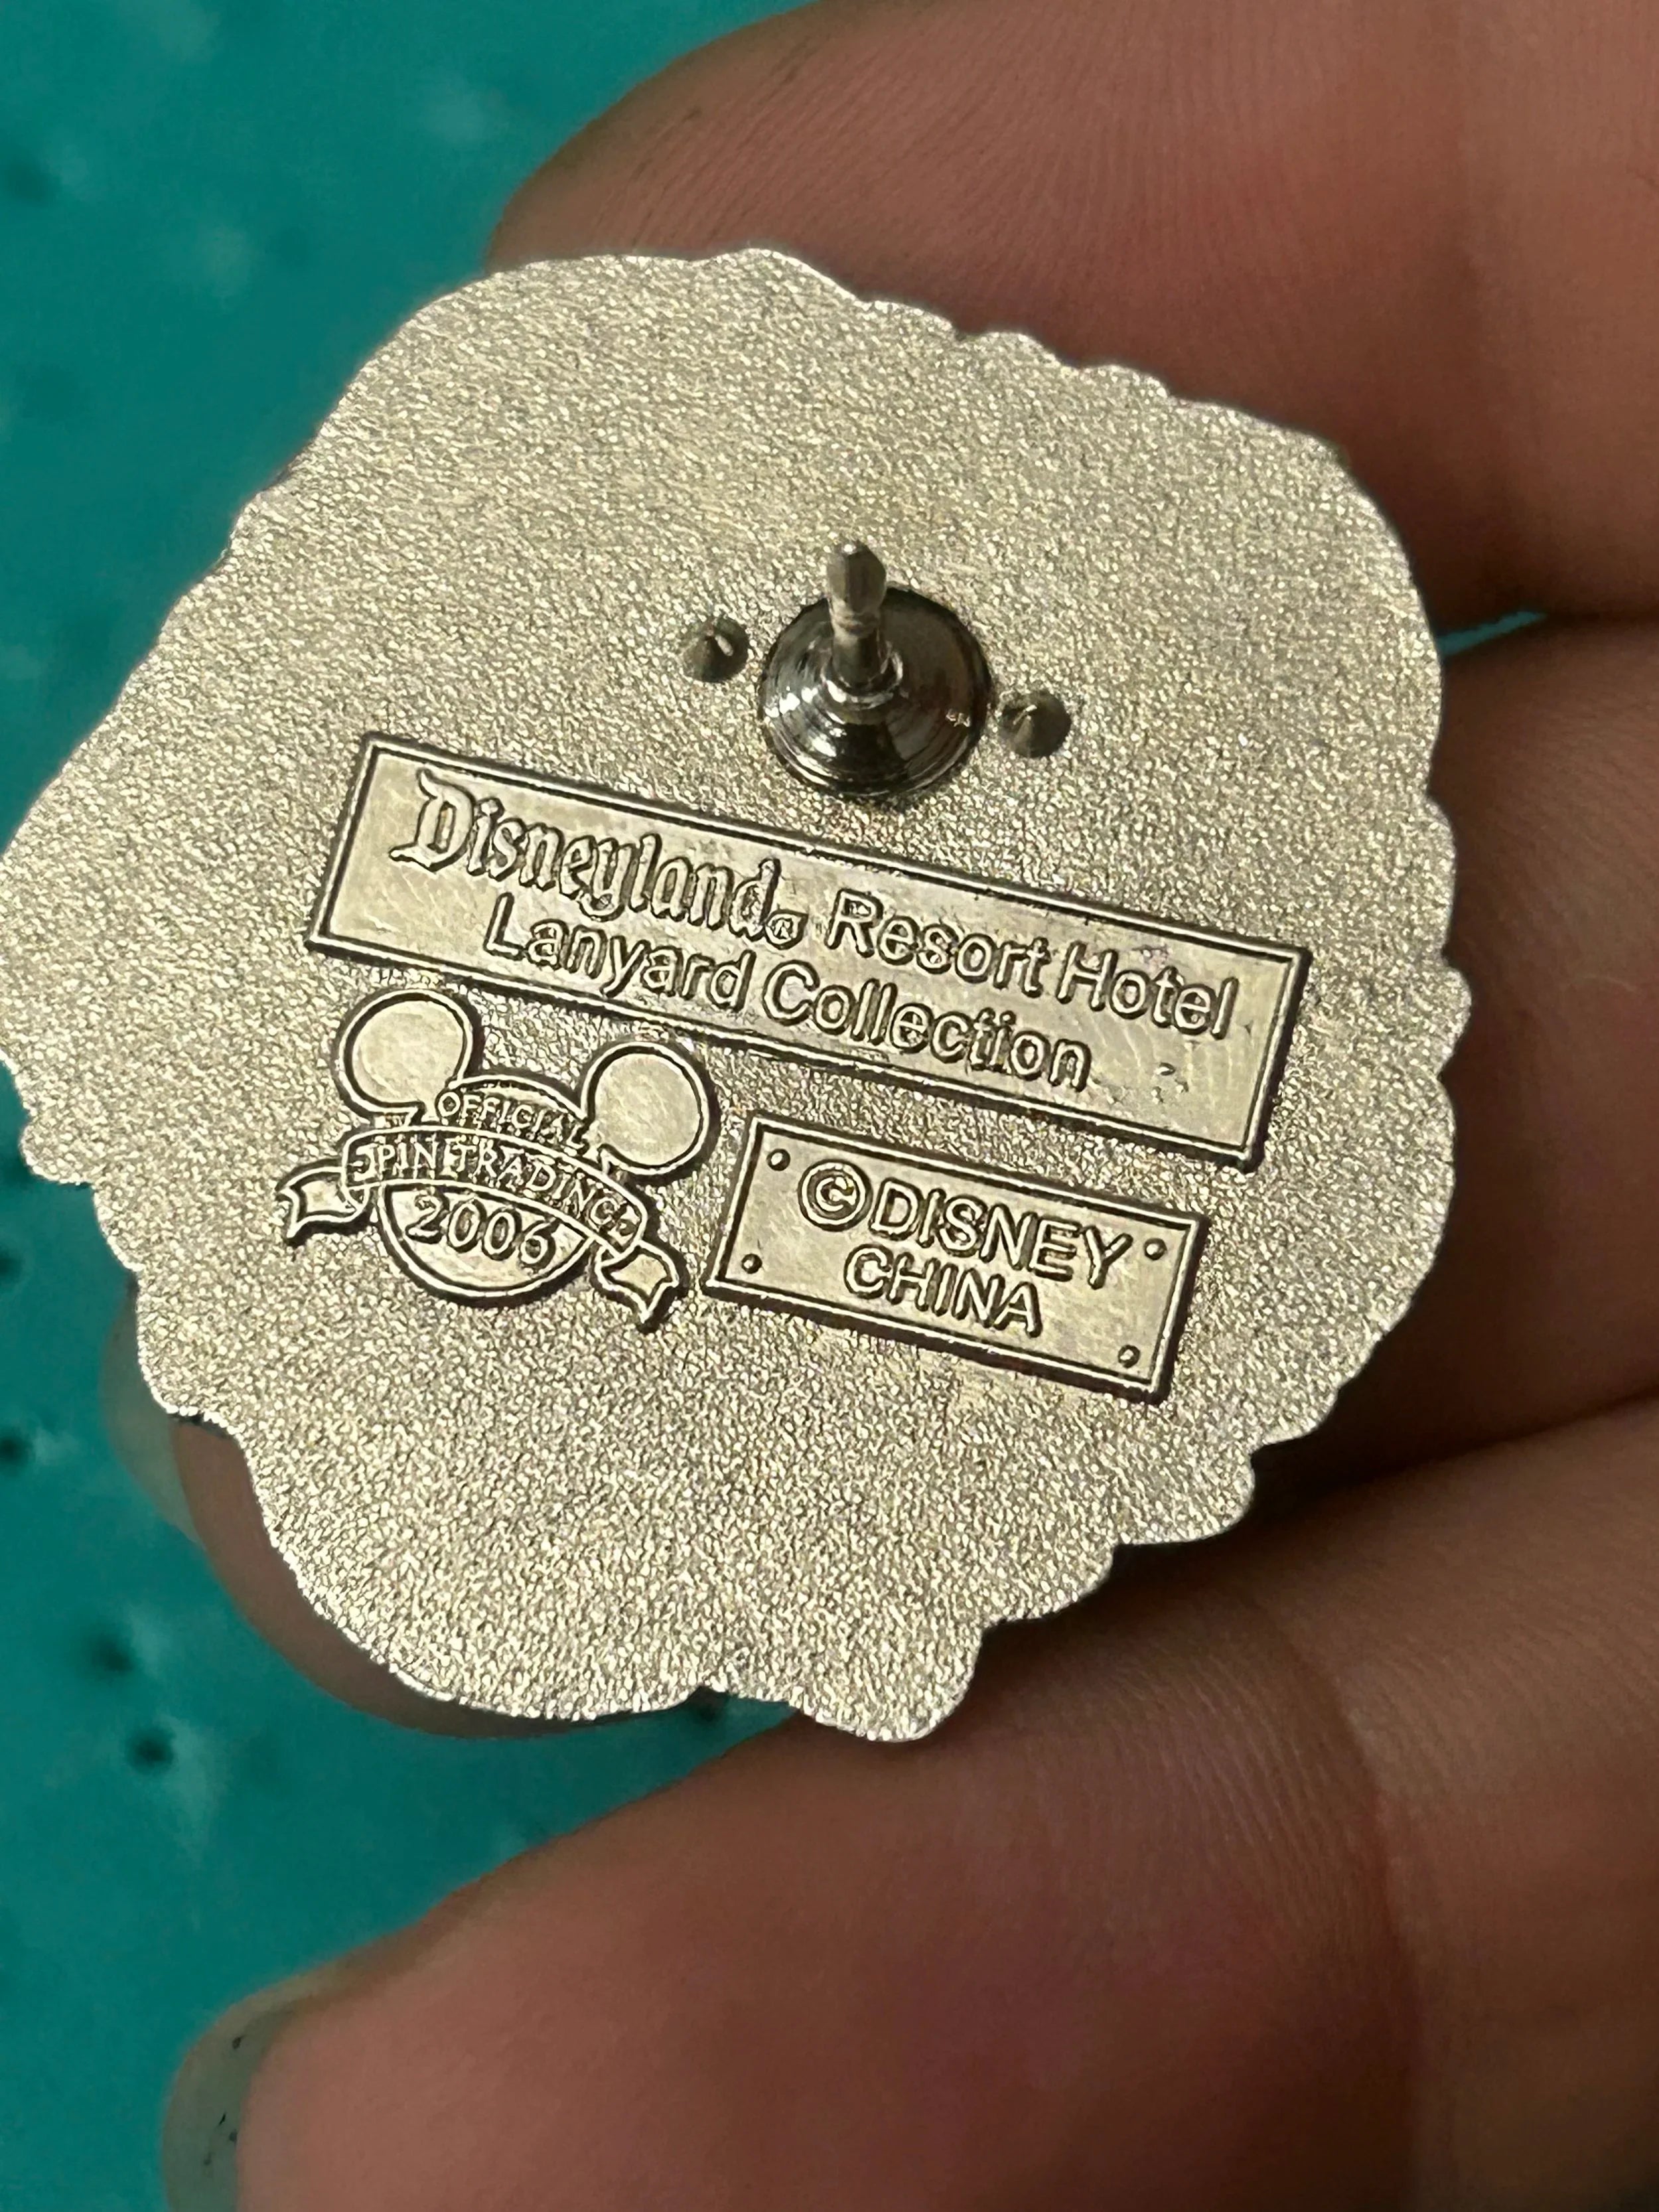 Disneyland® Resort Hotel
Lanyard Collection
OFFICIAL
PIN TRADING
2006
©DISNEY
CHINA